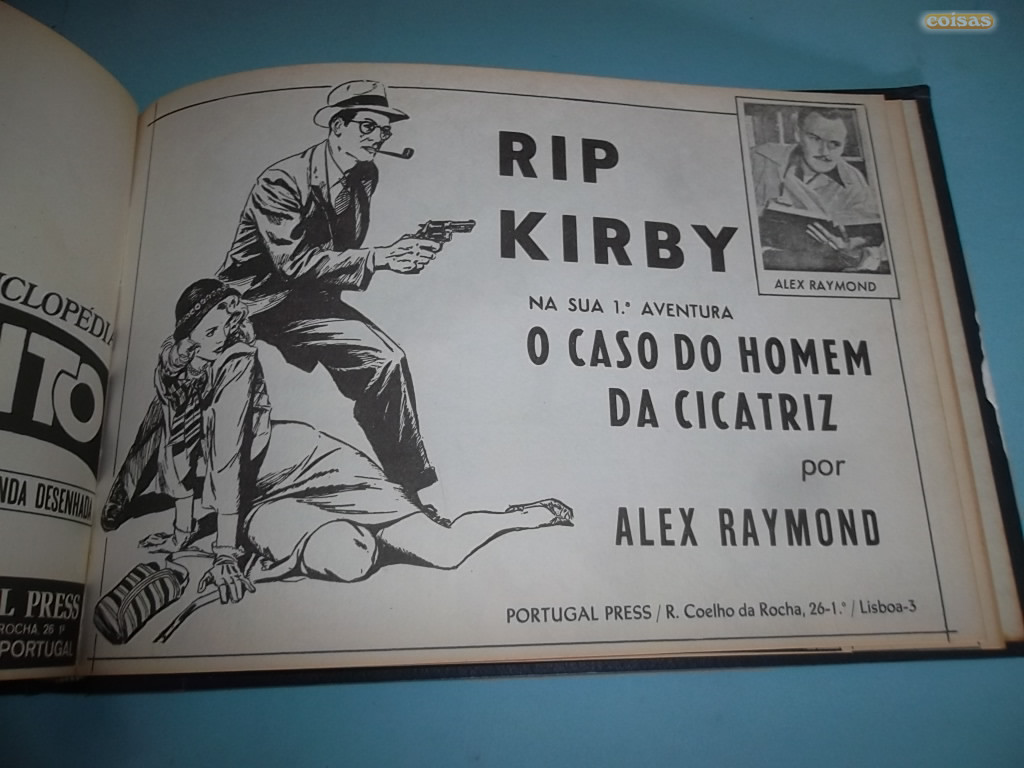 coisas
CLOPÉDI
ITO
NDA DESENHADA
L PRESS
ROCHA, 26 1º
PORTUGAL
RIP
KIRBY
ALEX RAYMOND
NA SUA 1.ª AVENTURA
O CASO DO HOMEM
DA CICATRIZ
por
ALEX RAYMOND
PORTUGAL PRESS / R. Coelho da Rocha, 26-1.º / Lisboa-3